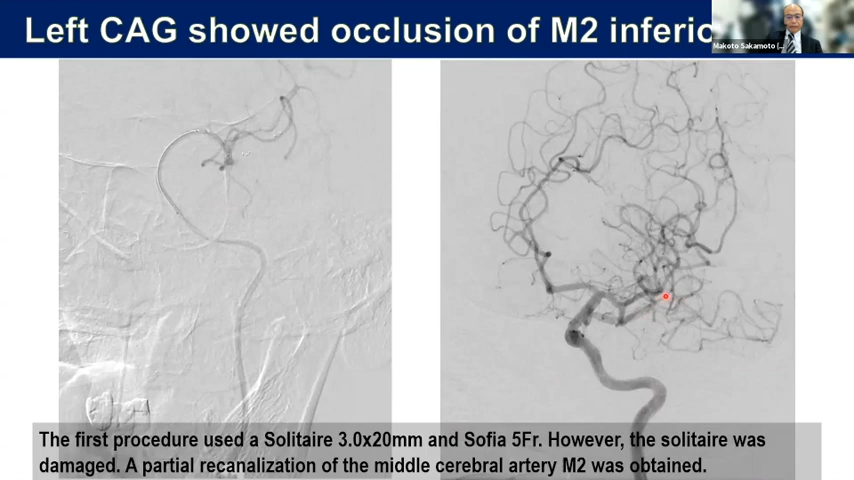 Left CAG showed occlusion of M2 inferio
Makoto Sakamoto (...
The first procedure used a Solitaire 3.0x20mm and Sofia 5Fr. However, the solitaire was
damaged. A partial recanalization of the middle cerebral artery M2 was obtained.